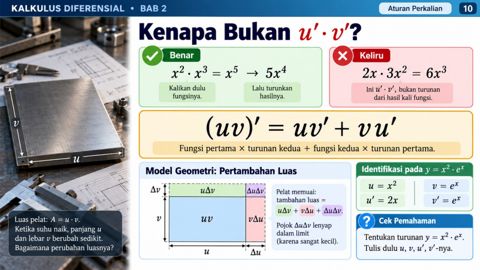 KALKULUS DIFERENSIAL • BAB 2
Aturan Perkalian
10
Kenapa Bukan u′ · v′?
v
u
Luas pelat: A = u · v.
Ketika suhu naik, panjang u
dan lebar v berubah sedikit.
Bagaimana perubahan luasnya?
Benar
x² · x³ = x⁵ → 5x⁴
Kalikan dulu
fungsinya.
Lalu turunkan
hasilnya.
Keliru
2x · 3x² = 6x³
Ini u′ · v′, bukan turunan
dari hasil kali fungsi.
(uv)′ = uv′ + v u′
Fungsi pertama × turunan kedua + fungsi kedua × turunan pertama.
Model Geometri: Pertambahan Luas
Δv
uΔv
ΔuΔv
v
uv
vΔu
u
Δu
Pelat memuai:
tambahan luas =
uΔv + vΔu + ΔuΔv.
Pojok ΔuΔv lenyap
dalam limit
(karena sangat kecil).
Identifikasi pada y = x² · eˣ
u = x²
v = eˣ
u′ = 2x
v′ = eˣ
? Cek Pemahaman
Tentukan turunan y = x² · eˣ.
Tulis dulu u, v, u′, v′-nya.